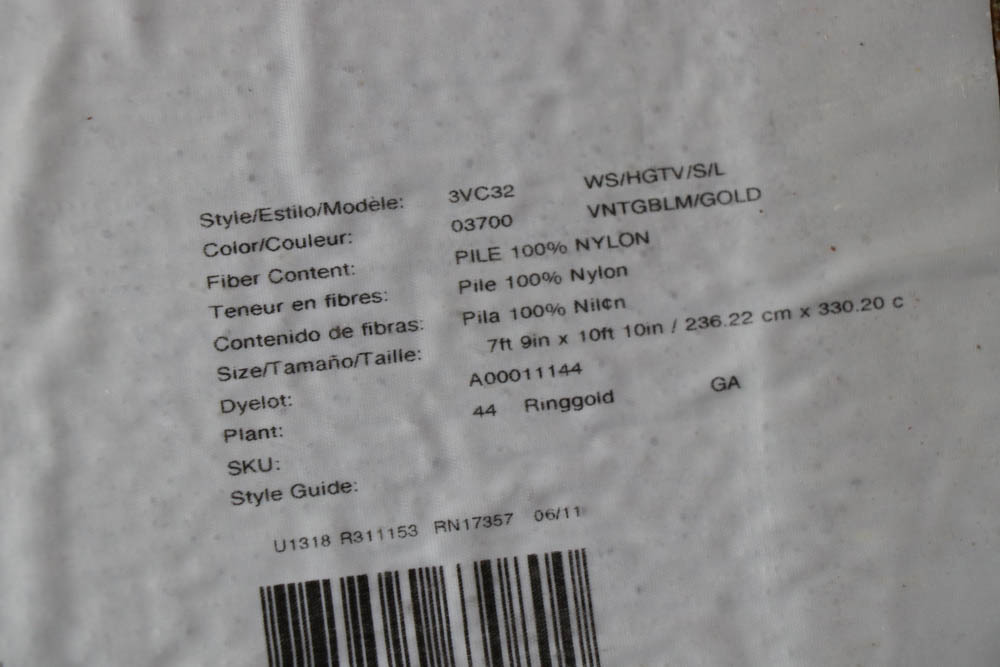 Style/Estilo/Modèle: 3VC32 WS/HGTV/S/L
Color/Couleur: 03700 VNTGBLM/GOLD
Fiber Content: PILE 100% NYLON
Teneur en fibres: Pile 100% Nylon
Contenido de fibras: Pila 100% Nil¢n
Size/Tamaño/Taille: 7ft 9in x 10ft 10in / 236.22 cm x 330.20 c
Dyelot: A00011144
Plant: 44 Ringgold GA
SKU:
Style Guide:
U1318 R311153 RN17357 06/11